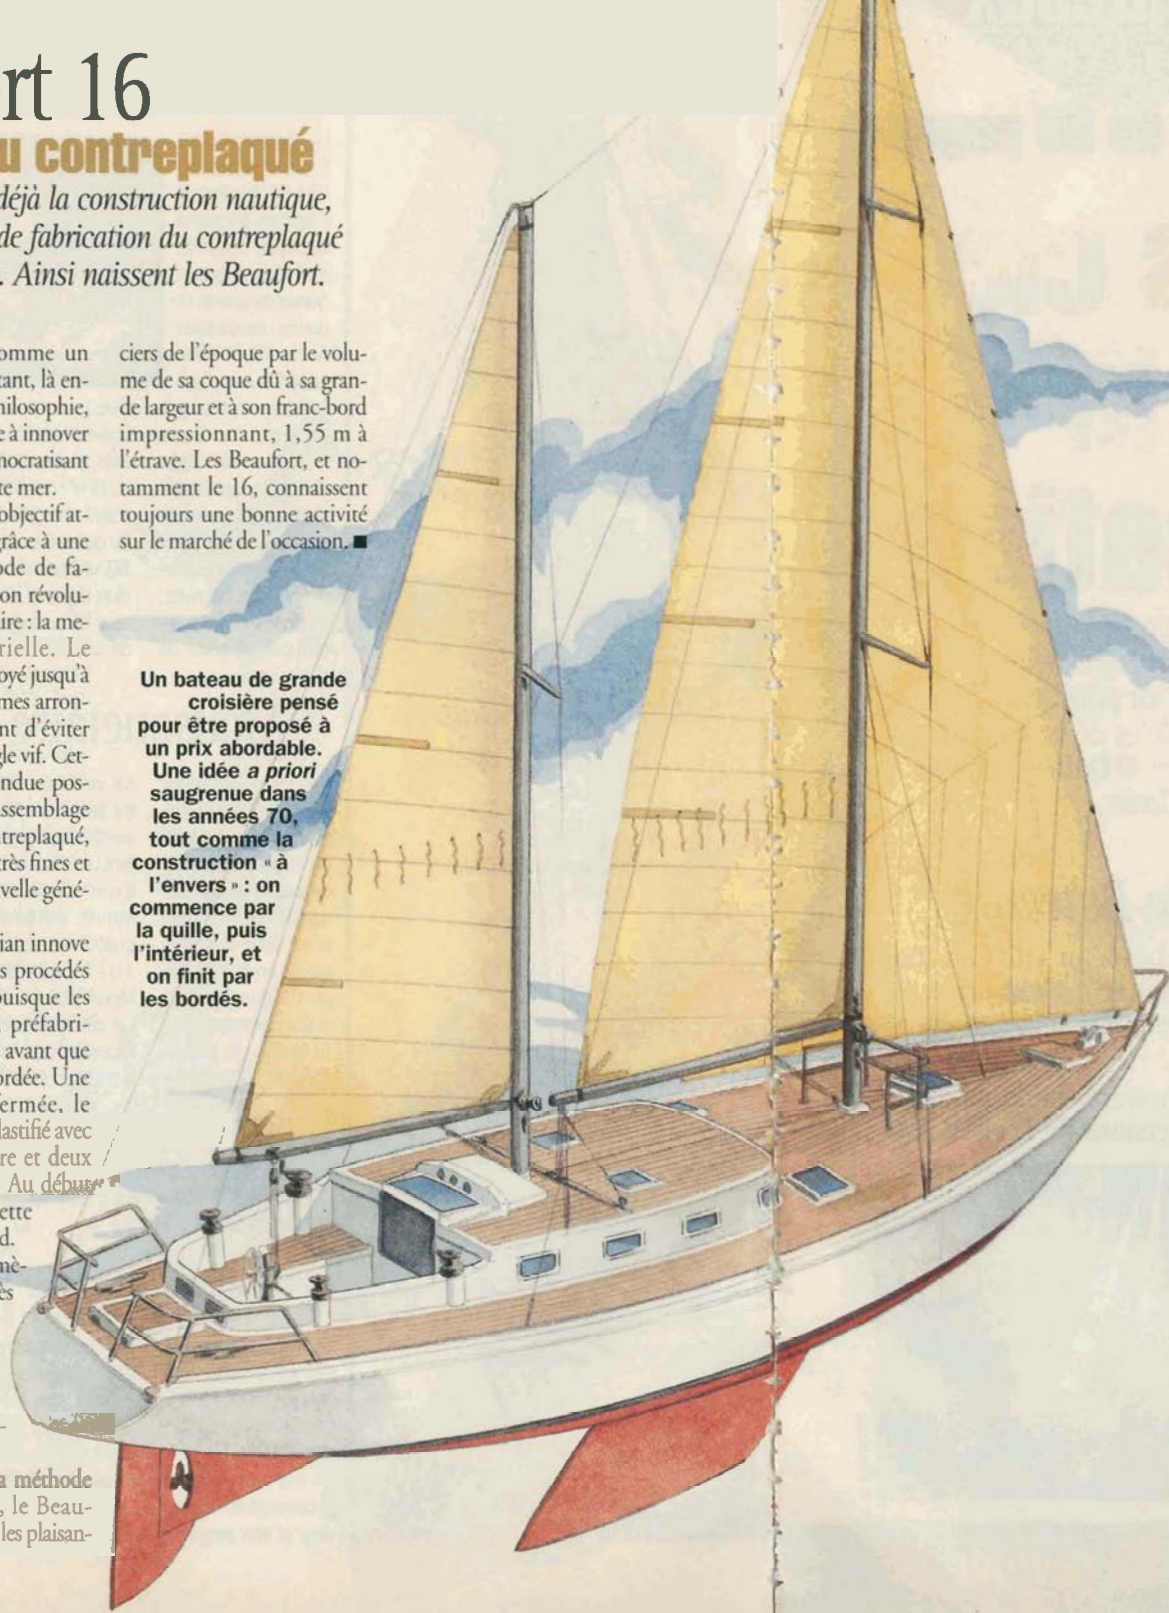 rt 16
u contreplaqué
déjà la construction nautique,
de fabrication du contreplaqué
. Ainsi naissent les Beaufort.
omme un
tant, là en-
hilosophie,
e à innover
nocratisant
te mer.
objectif at-
grâce à une
ode de fa-
on révolu-
ire : la me-
rielle. Le
oyé jusqu'à
mes arron-
nt d'éviter
gle vif. Cet-
endue pos-
ssemblage
treplaqué,
très fines et
velle géné-
ian innove
s procédés
puisque les
préfabri-
avant que
ordée. Une
fermée, le
lastifié avec
re et deux
Au début
ette
d.
mè-
ès
a méthode
, le Beau-
les plaisan-
ciers de l'époque par le volu-
me de sa coque dû à sa gran-
de largeur et à son franc-bord
impressionnant, 1,55 m à
l'étrave. Les Beaufort, et no-
tamment le 16, connaissent
toujours une bonne activité
sur le marché de l'occasion. ■
Un bateau de grande
croisière pensé
pour être proposé à
un prix abordable.
Une idée a priori
saugrenue dans
les années 70,
tout comme la
construction « à
l'envers » : on
commence par
la quille, puis
l'intérieur, et
on finit par
les bordés.